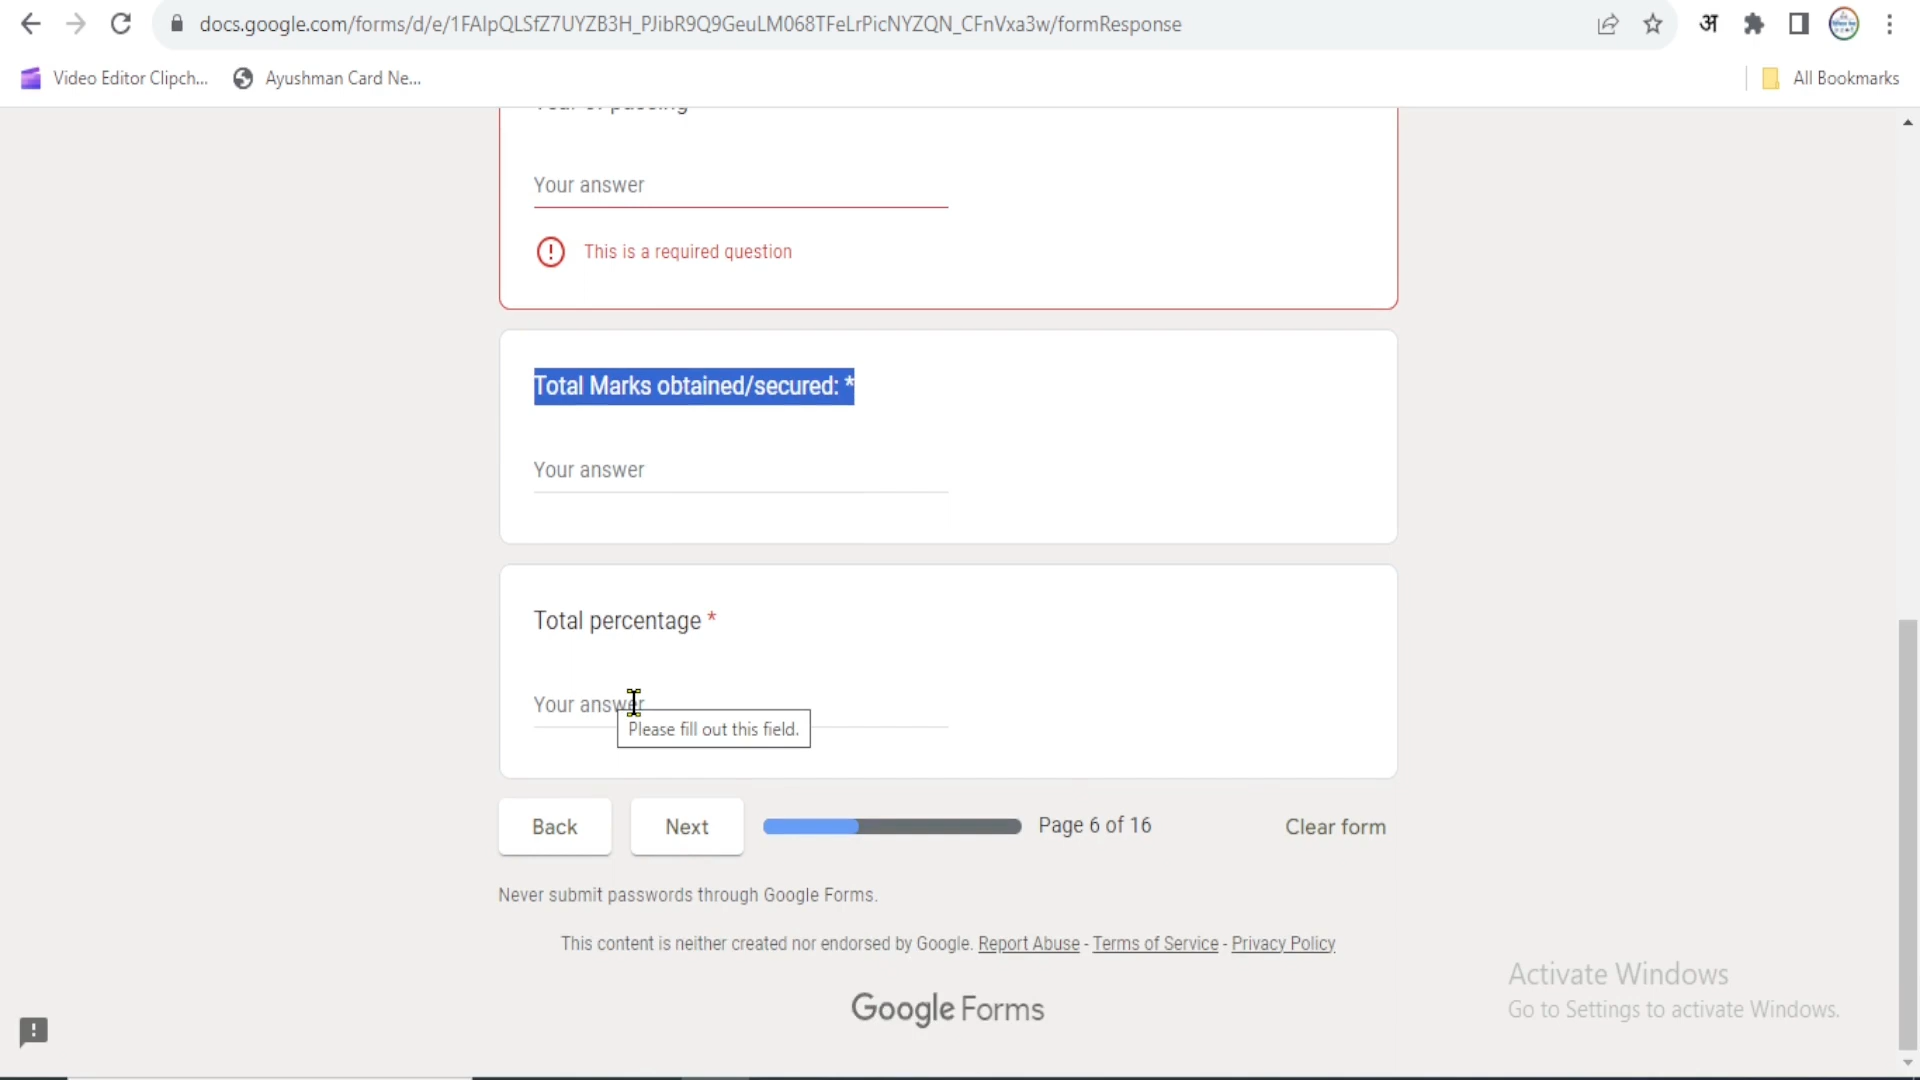 docs.google.com/forms/d/e/1FAIpQLSfZ7UYZB3H_PJibR9Q9GeuLM068TFeLrPicNYZQN_CFnVxa3w/formResponse
अ
Video Editor Clipch...
Ayushman Card Ne...
All Bookmarks
Year of passing
Your answer
This is a required question
Total Marks obtained/secured: *
Your answer
Total percentage *
Your answer
Please fill out this field.
Back
Next
Page 6 of 16
Clear form
Never submit passwords through Google Forms.
This content is neither created nor endorsed by Google. Report Abuse - Terms of Service - Privacy Policy
Google Forms
Activate Windows
Go to Settings to activate Windows.